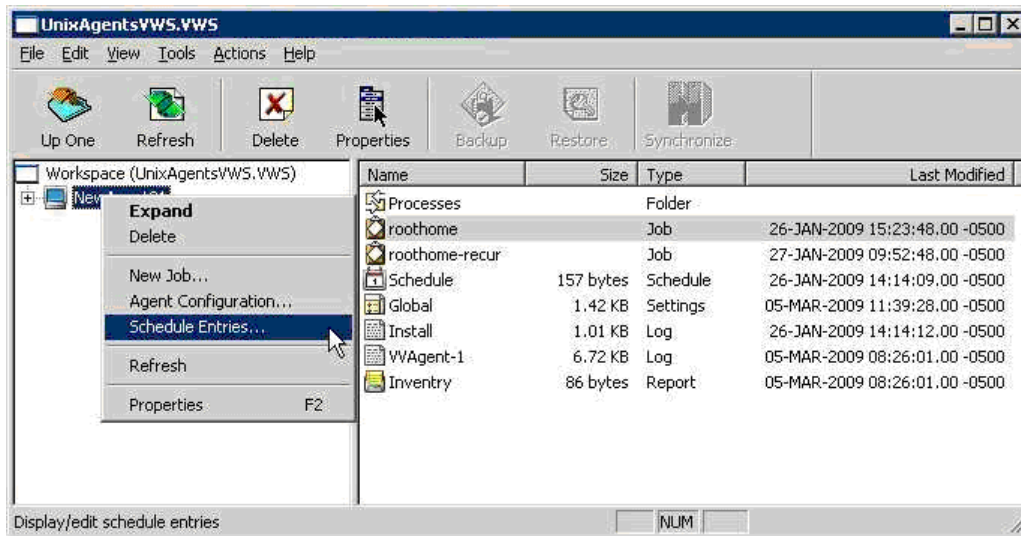 UnixAgentsVWS.VWS
File Edit View Tools Actions Help
Up One Refresh Delete Properties Backup Restore Synchronize
Workspace (UnixAgentsVWS.VWS)
Name Size Type Last Modified
Processes Folder
Expand
Delete
New Job...
Agent Configuration...
Schedule Entries...
Refresh
Properties F2
roothome Job 26-JAN-2009 15:23:48.00 -0500
roothome-recur Job 27-JAN-2009 09:52:48.00 -0500
Schedule 157 bytes Schedule 26-JAN-2009 14:14:09.00 -0500
Global 1.42 KB Settings 05-MAR-2009 11:39:28.00 -0500
Install 1.01 KB Log 26-JAN-2009 14:14:12.00 -0500
VVAgent-1 6.72 KB Log 05-MAR-2009 08:26:01.00 -0500
Inventry 86 bytes Report 05-MAR-2009 08:26:01.00 -0500
Display/edit schedule entries
NUM